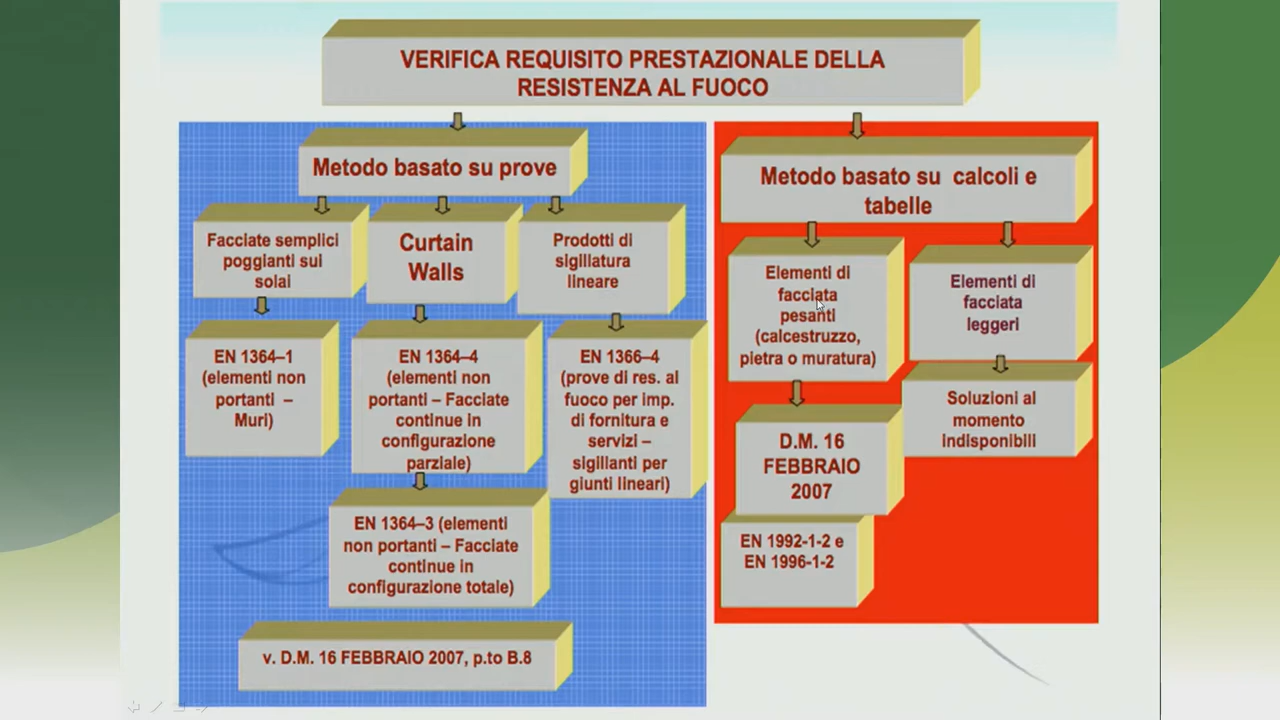 VERIFICA REQUISITO PRESTAZIONALE DELLA
RESISTENZA AL FUOCO
Metodo basato su prove
Facciate semplici
poggianti sui
solai
Curtain
Walls
Prodotti di
sigillatura
lineare
EN 1364–1
(elementi non
portanti –
Muri)
EN 1364–4
(elementi non
portanti – Facciate
continue in
configurazione
parziale)
EN 1366–4
(prove di res. al
fuoco per imp.
di fornitura e
servizi –
sigillanti per
giunti lineari)
EN 1364–3 (elementi
non portanti – Facciate
continue in
configurazione totale)
v. D.M. 16 FEBBRAIO 2007, p.to B.8
Metodo basato su calcoli e
tabelle
Elementi di
facciata
pesanti
(calcestruzzo,
pietra o muratura)
Elementi di
facciata
leggeri
D.M. 16
FEBBRAIO
2007
Soluzioni al
momento
indisponibili
EN 1992-1-2 e
EN 1996-1-2